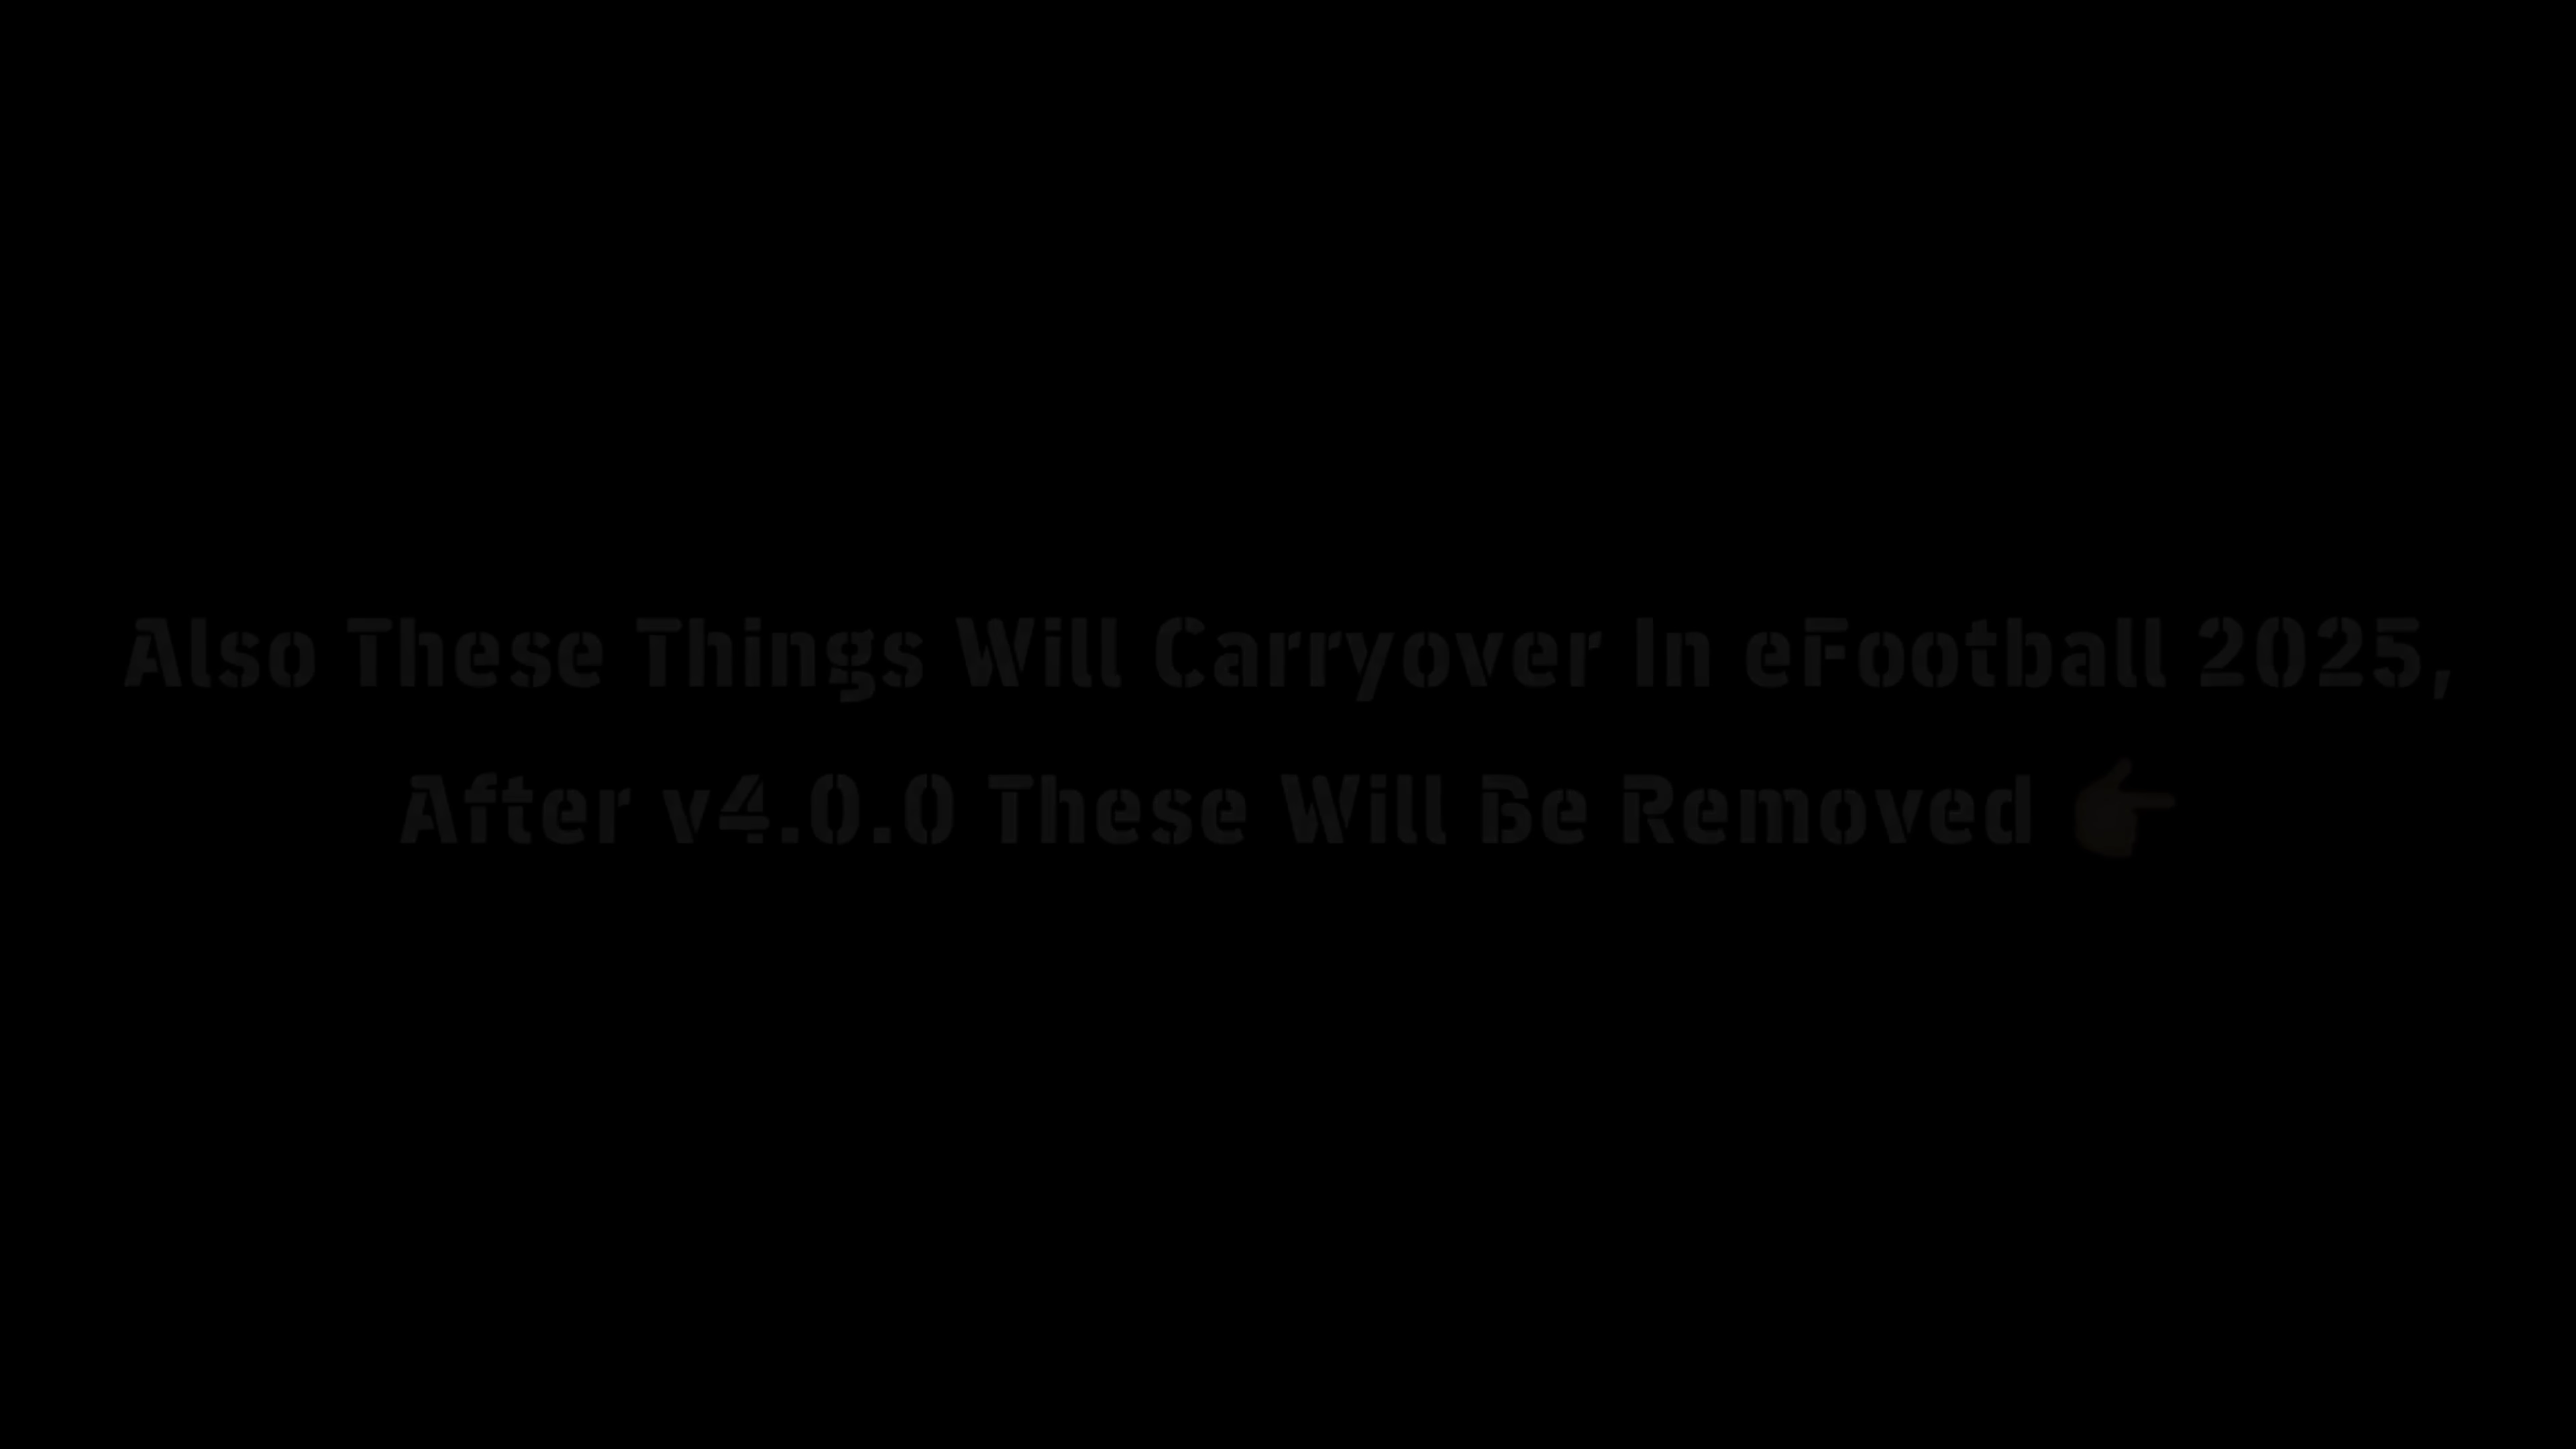 Also These Things Will Carryover In eFootball 2025,
After v4.0.0 These Will Be Removed 👉